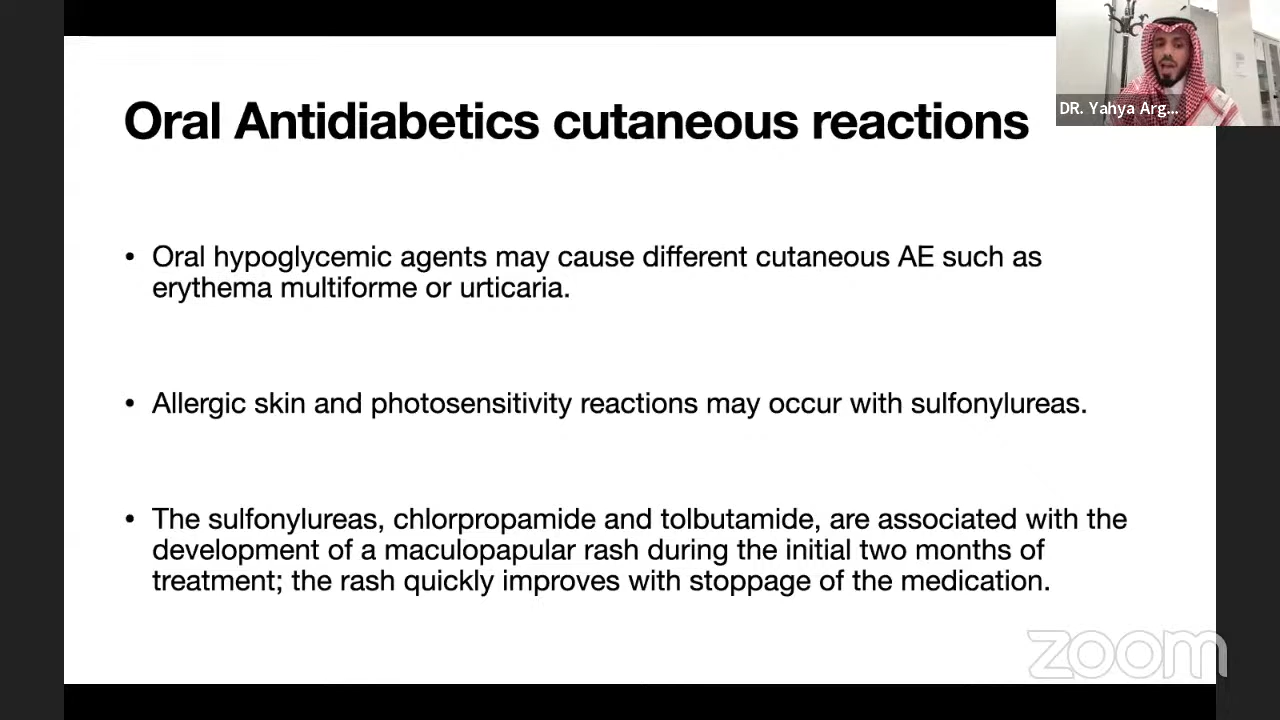 Oral Antidiabetics cutaneous reactions
DR. Yahya Arg...
• Oral hypoglycemic agents may cause different cutaneous AE such as
erythema multiforme or urticaria.
• Allergic skin and photosensitivity reactions may occur with sulfonylureas.
• The sulfonylureas, chlorpropamide and tolbutamide, are associated with the
development of a maculopapular rash during the initial two months of
treatment; the rash quickly improves with stoppage of the medication.
zoom